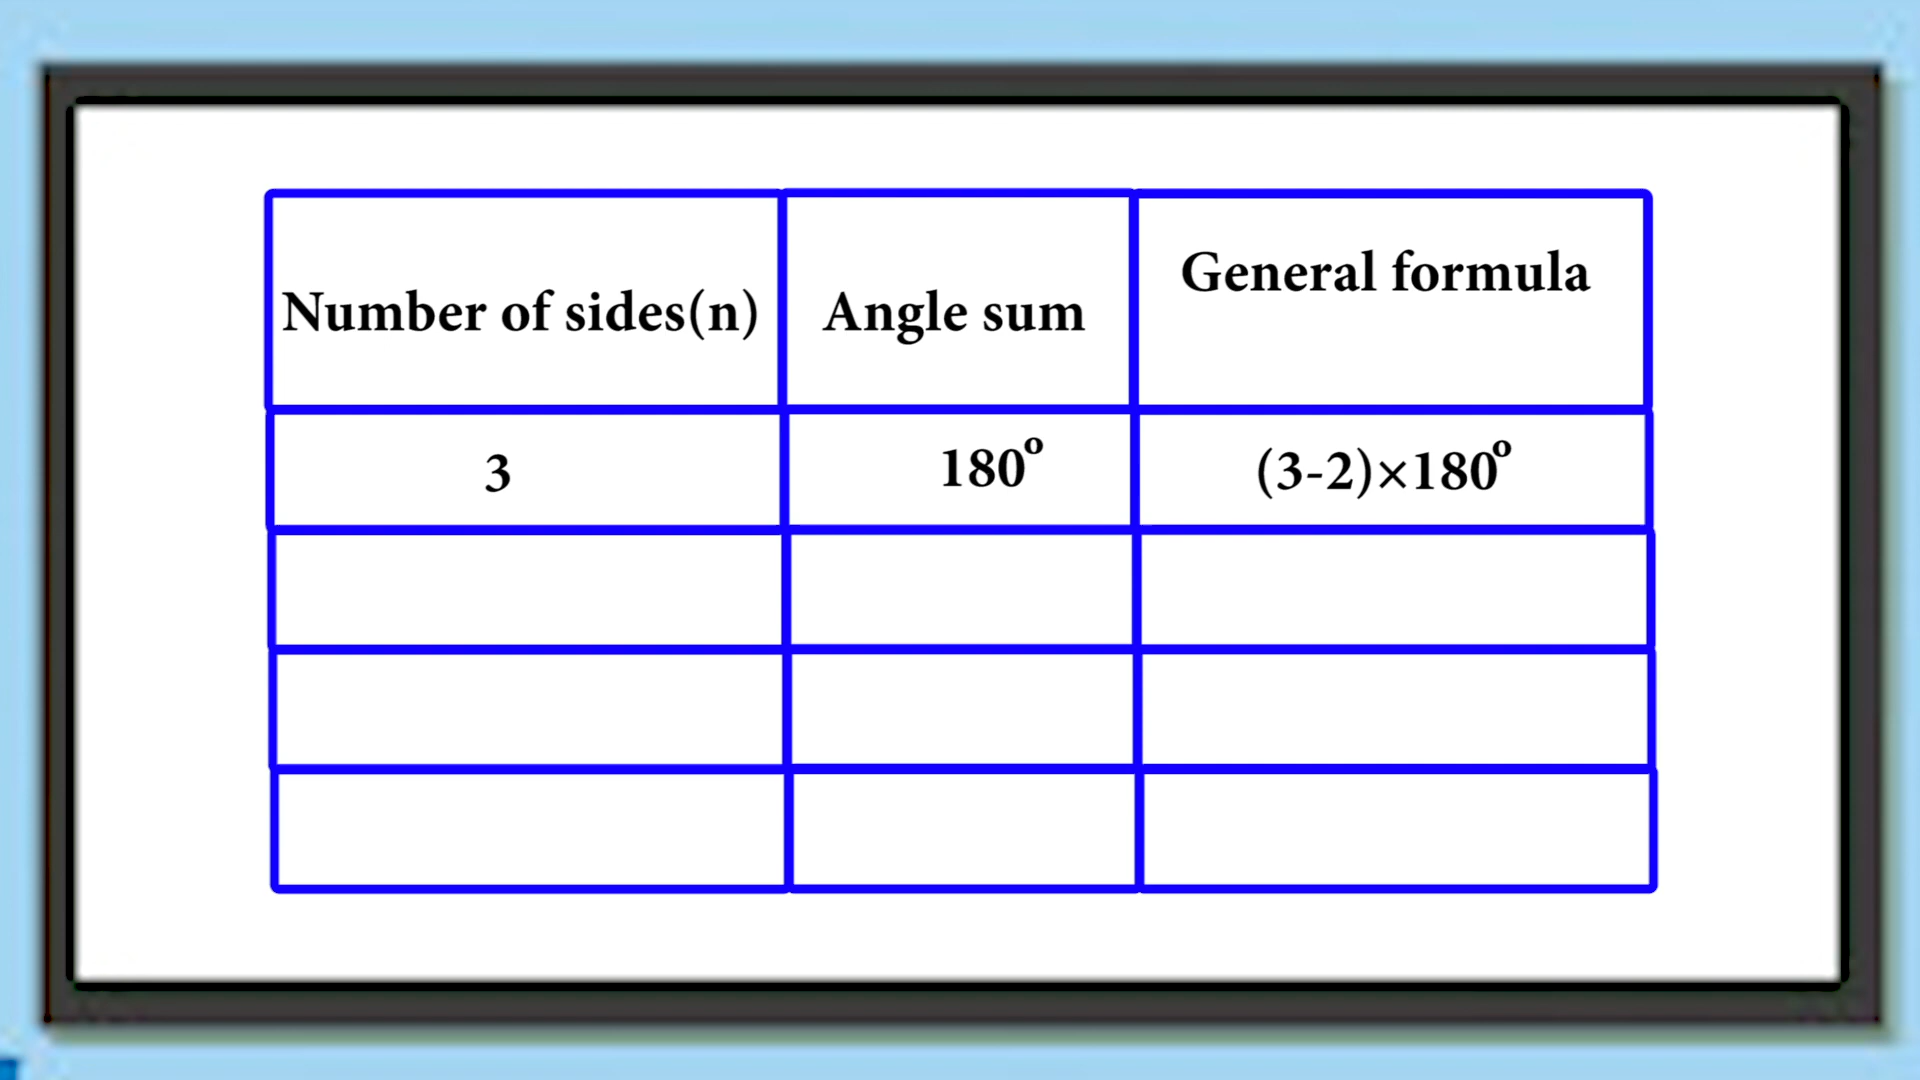 Number of sides(n) Angle sum General formula
3 180° (3-2)×180°